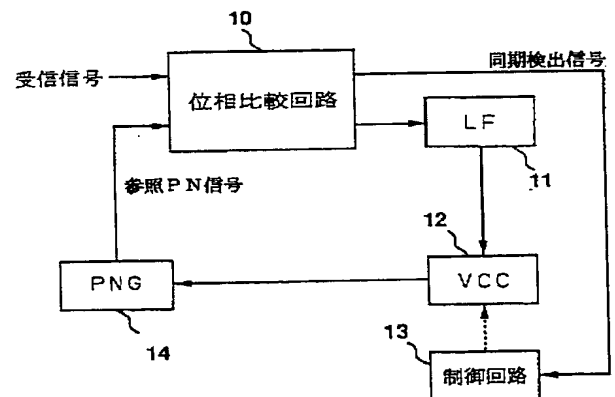 10
同期検出信号
受信信号
位相比較回路
LF
11
参照PN信号
12
PNG
VCC
14
13
制御回路